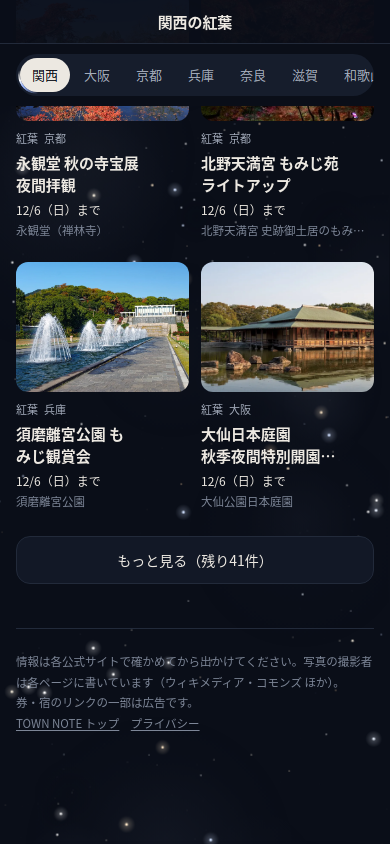 関西の紅葉
関西 大阪 京都 兵庫 奈良 滋賀 和歌
紅葉 京都
永観堂 秋の寺宝展
夜間拝観
12/6（日）まで
永観堂（禅林寺）
紅葉 京都
北野天満宮 もみじ苑
ライトアップ
12/6（日）まで
北野天満宮 史跡御土居のもみ…
紅葉 兵庫
須磨離宮公園 も
みじ観賞会
12/6（日）まで
須磨離宮公園
紅葉 大阪
大仙日本庭園
秋季夜間特別開園…
12/6（日）まで
大仙公園日本庭園
もっと見る（残り41件）
情報は各公式サイトで確かめてから出かけてください。写真の撮影者
は各ページに書いています（ウィキメディア・コモンズ ほか）。
券・宿のリンクの一部は広告です。
TOWN NOTE トップ プライバシー